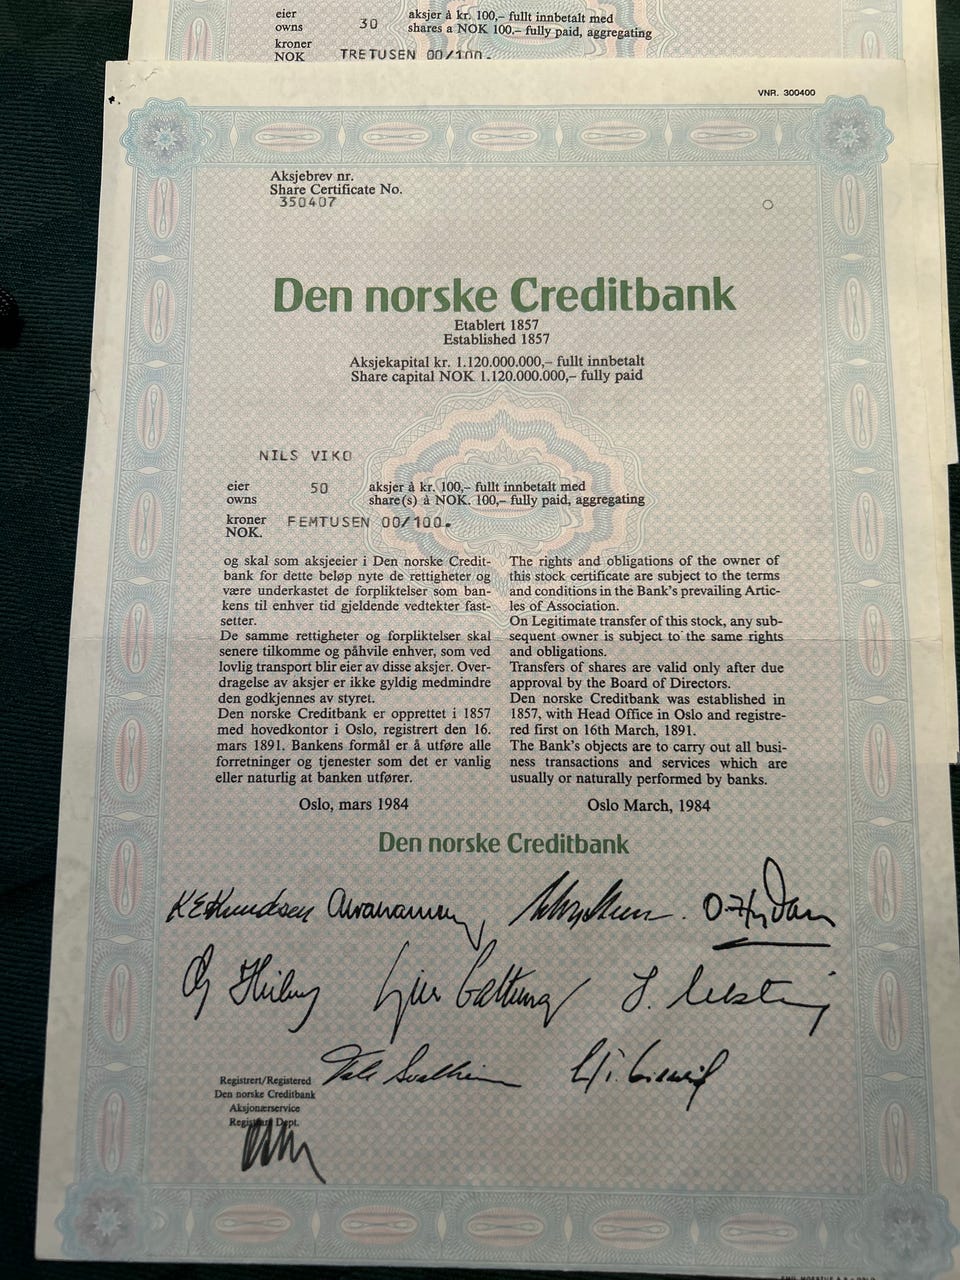 eier
owns
30
aksjer à kr. 100,– fullt innbetalt med
shares a NOK 100.– fully paid, aggregating
kroner
NOK
TRETUSEN 00/100.
VNR. 300400
Aksjebrev nr.
Share Certificate No.
350407
Den norske Creditbank
Etablert 1857
Established 1857
Aksjekapital kr. 1.120.000.000,– fullt innbetalt
Share capital NOK 1.120.000.000,– fully paid
NILS VIKO
eier
owns
50
aksjer à kr. 100,– fullt innbetalt med
share(s) à NOK. 100,– fully paid, aggregating
kroner
NOK.
FEMTUSEN 00/100.
og skal som aksjeeier i Den norske Credit-
bank for dette beløp nyte de rettigheter og
være underkastet de forpliktelser som ban-
kens til enhver tid gjeldende vedtekter fast-
setter.
De samme rettigheter og forpliktelser skal
senere tilkomme og påhvile enhver, som ved
lovlig transport blir eier av disse aksjer. Over-
dragelse av aksjer er ikke gyldig medmindre
den godkjennes av styret.
Den norske Creditbank er opprettet i 1857
med hovedkontor i Oslo, registrert den 16.
mars 1891. Bankens formål er å utføre alle
forretninger og tjenester som det er vanlig
eller naturlig at banken utfører.
Oslo, mars 1984
The rights and obligations of the owner of
this stock certificate are subject to the terms
and conditions in the Bank's prevailing Artic-
les of Association.
On Legitimate transfer of this stock, any sub-
sequent owner is subject to the same rights
and obligations.
Transfers of shares are valid only after due
approval by the Board of Directors.
Den norske Creditbank was established in
1857, with Head Office in Oslo and registre-
red first on 16th March, 1891.
The Bank's objects are to carry out all busi-
ness transactions and services which are
usually or naturally performed by banks.
Oslo March, 1984
Den norske Creditbank
Registrert/Registered
Den norske Creditbank
Aksjonærservice
Registrars Dept.